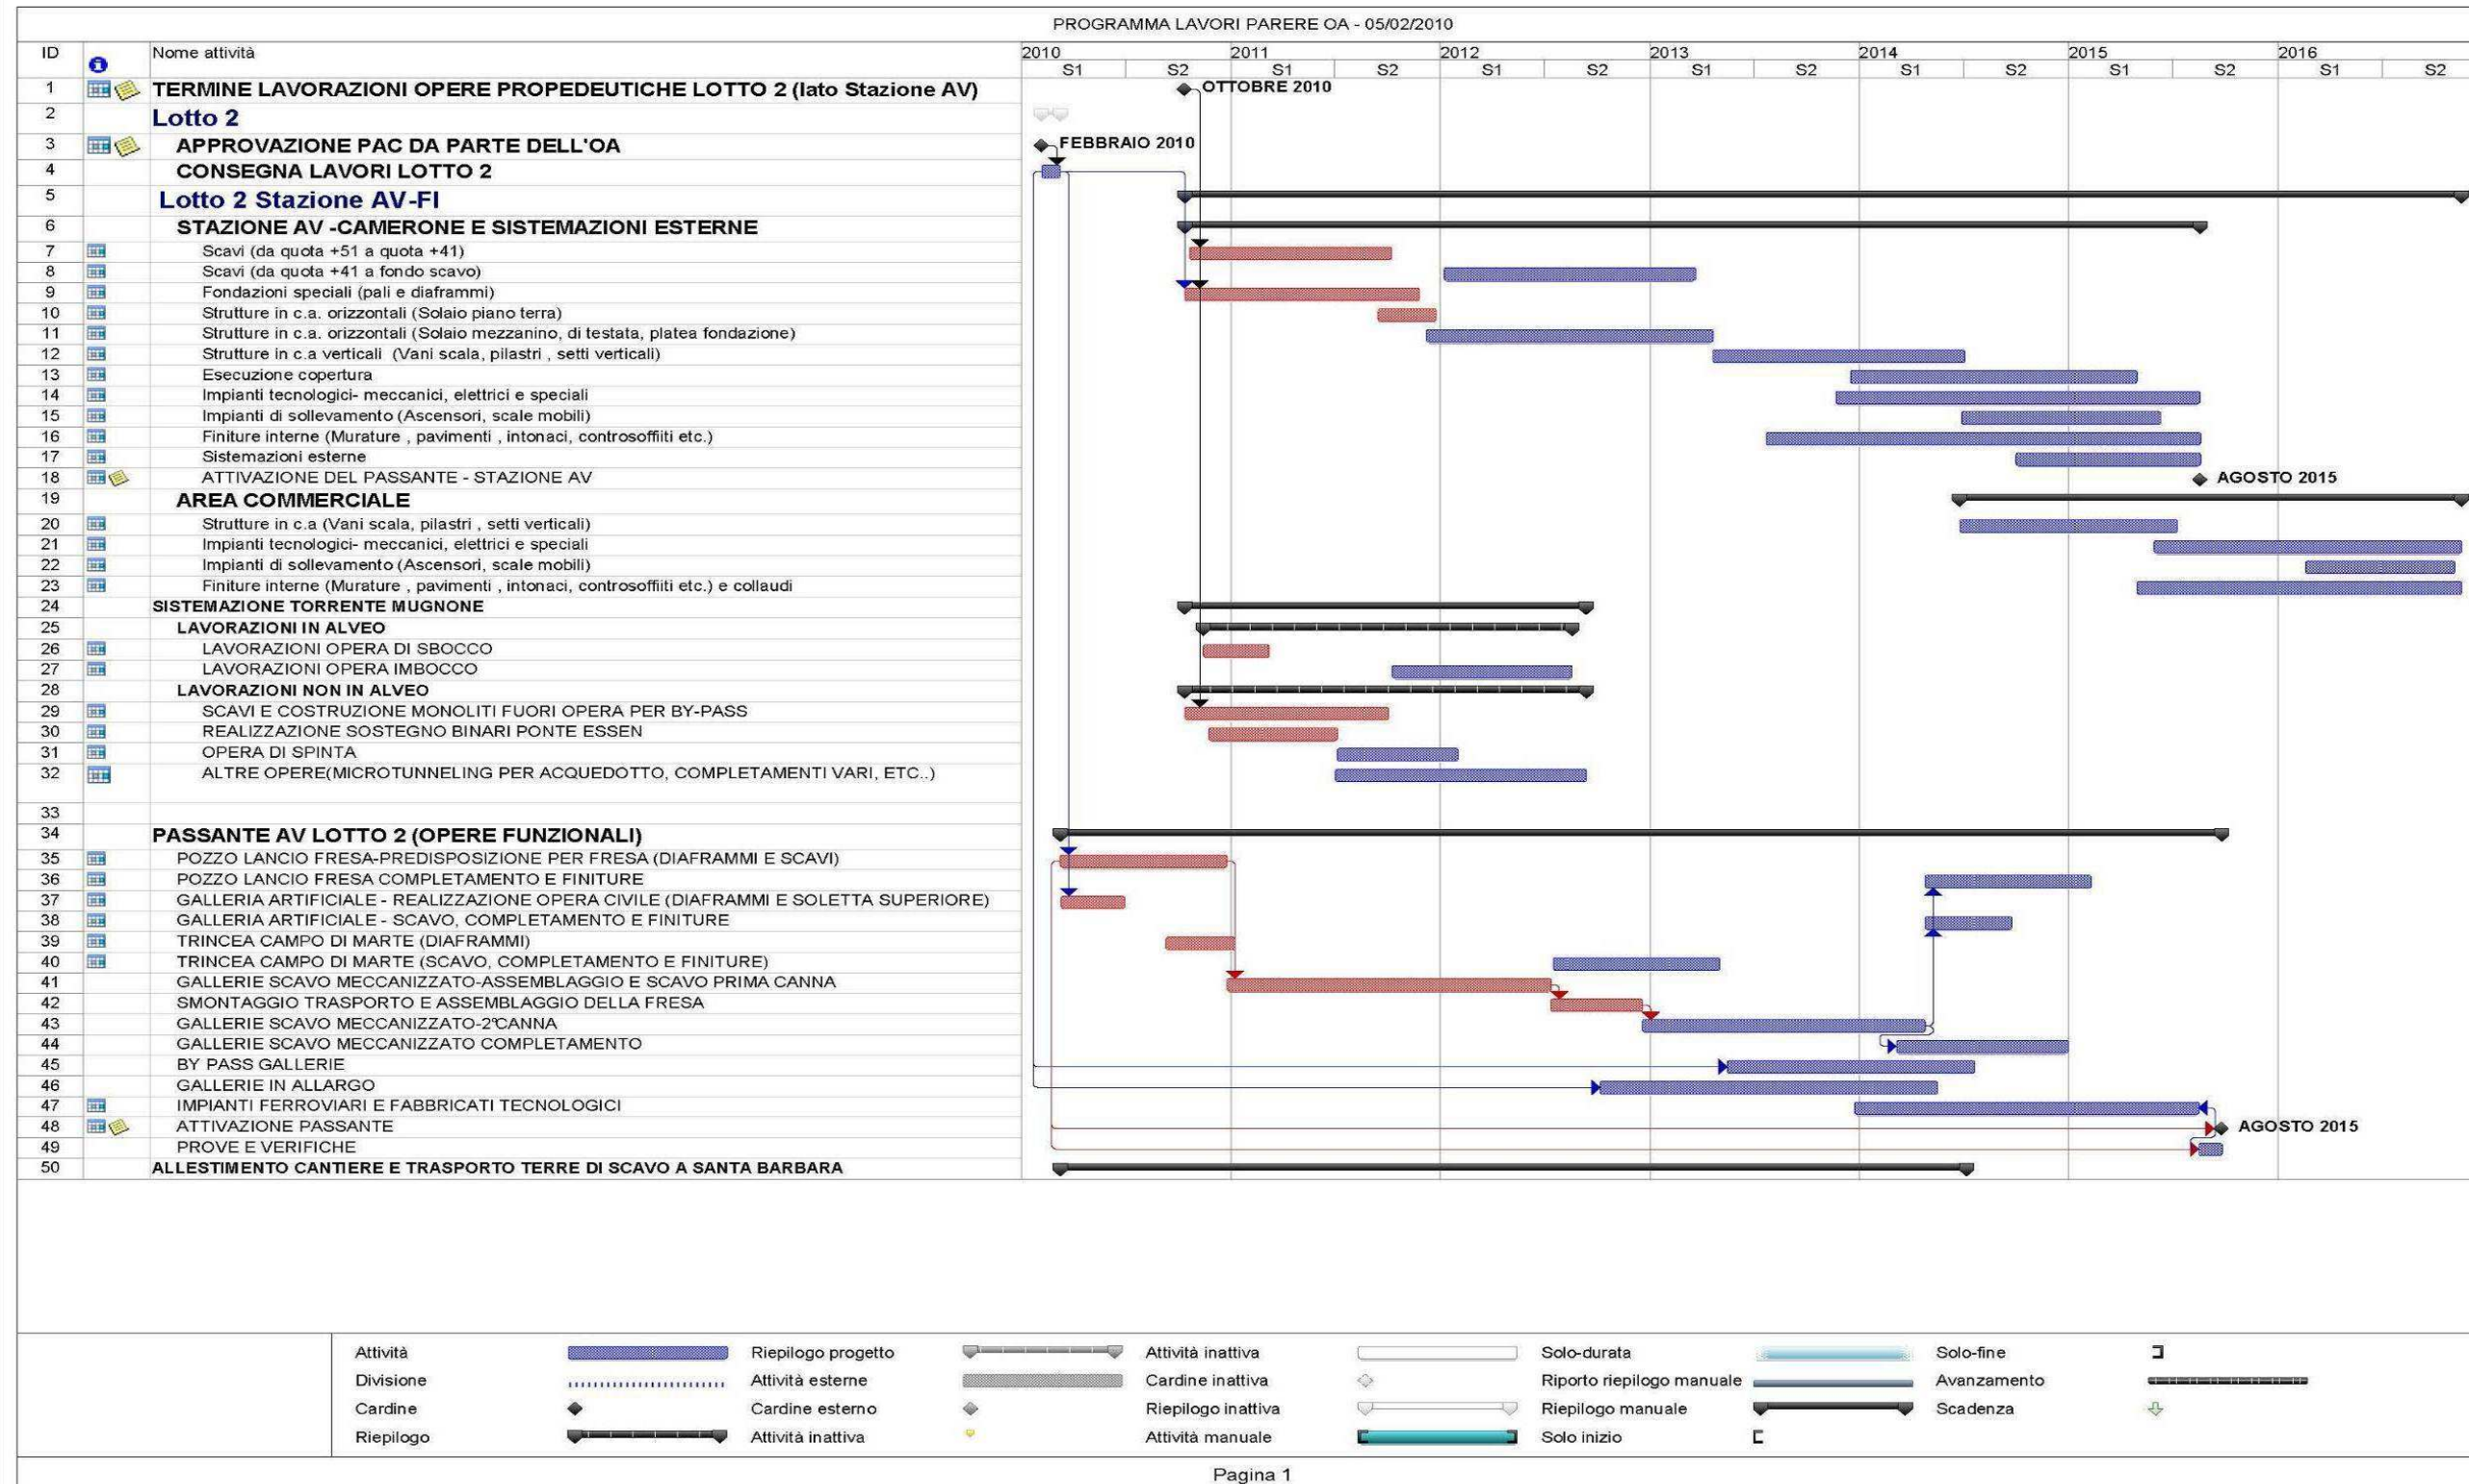 PROGRAMMA LAVORI PARERE OA - 05/02/2010
ID Nome attività 2010 2011 2012 2013 2014 2015 2016
S1 S2 S1 S2 S1 S2 S1 S2 S1 S2 S1 S2 S1 S2
1 TERMINE LAVORAZIONI OPERE PROPEDEUTICHE LOTTO 2 (lato Stazione AV) OTTOBRE 2010
2 Lotto 2
3 APPROVAZIONE PAC DA PARTE DELL'OA FEBBRAIO 2010
4 CONSEGNA LAVORI LOTTO 2
5 Lotto 2 Stazione AV-FI
6 STAZIONE AV -CAMERONE E SISTEMAZIONI ESTERNE
7 Scavi (da quota +51 a quota +41)
8 Scavi (da quota +41 a fondo scavo)
9 Fondazioni speciali (pali e diaframmi)
10 Strutture in c.a. orizzontali (Solaio piano terra)
11 Strutture in c.a. orizzontali (Solaio mezzanino, di testata, platea fondazione)
12 Strutture in c.a verticali (Vani scala, pilastri , setti verticali)
13 Esecuzione copertura
14 Impianti tecnologici- meccanici, elettrici e speciali
15 Impianti di sollevamento (Ascensori, scale mobili)
16 Finiture interne (Murature , pavimenti , intonaci, controsoffiiti etc.)
17 Sistemazioni esterne
18 ATTIVAZIONE DEL PASSANTE - STAZIONE AV AGOSTO 2015
19 AREA COMMERCIALE
20 Strutture in c.a (Vani scala, pilastri , setti verticali)
21 Impianti tecnologici- meccanici, elettrici e speciali
22 Impianti di sollevamento (Ascensori, scale mobili)
23 Finiture interne (Murature , pavimenti , intonaci, controsoffiiti etc.) e collaudi
24 SISTEMAZIONE TORRENTE MUGNONE
25 LAVORAZIONI IN ALVEO
26 LAVORAZIONI OPERA DI SBOCCO
27 LAVORAZIONI OPERA IMBOCCO
28 LAVORAZIONI NON IN ALVEO
29 SCAVI E COSTRUZIONE MONOLITI FUORI OPERA PER BY-PASS
30 REALIZZAZIONE SOSTEGNO BINARI PONTE ESSEN
31 OPERA DI SPINTA
32 ALTRE OPERE(MICROTUNNELING PER ACQUEDOTTO, COMPLETAMENTI VARI, ETC..)
33
34 PASSANTE AV LOTTO 2 (OPERE FUNZIONALI)
35 POZZO LANCIO FRESA-PREDISPOSIZIONE PER FRESA (DIAFRAMMI E SCAVI)
36 POZZO LANCIO FRESA COMPLETAMENTO E FINITURE
37 GALLERIA ARTIFICIALE - REALIZZAZIONE OPERA CIVILE (DIAFRAMMI E SOLETTA SUPERIORE)
38 GALLERIA ARTIFICIALE - SCAVO, COMPLETAMENTO E FINITURE
39 TRINCEA CAMPO DI MARTE (DIAFRAMMI)
40 TRINCEA CAMPO DI MARTE (SCAVO, COMPLETAMENTO E FINITURE)
41 GALLERIE SCAVO MECCANIZZATO-ASSEMBLAGGIO E SCAVO PRIMA CANNA
42 SMONTAGGIO TRASPORTO E ASSEMBLAGGIO DELLA FRESA
43 GALLERIE SCAVO MECCANIZZATO-2°CANNA
44 GALLERIE SCAVO MECCANIZZATO COMPLETAMENTO
45 BY PASS GALLERIE
46 GALLERIE IN ALLARGO
47 IMPIANTI FERROVIARI E FABBRICATI TECNOLOGICI
48 ATTIVAZIONE PASSANTE AGOSTO 2015
49 PROVE E VERIFICHE
50 ALLESTIMENTO CANTIERE E TRASPORTO TERRE DI SCAVO A SANTA BARBARA
Attività Riepilogo progetto Attività inattiva Solo-durata Solo-fine
Divisione Attività esterne Cardine inattiva Riporto riepilogo manuale Avanzamento
Cardine Cardine esterno Riepilogo inattiva Riepilogo manuale Scadenza
Riepilogo Attività inattiva Attività manuale Solo inizio
Pagina 1